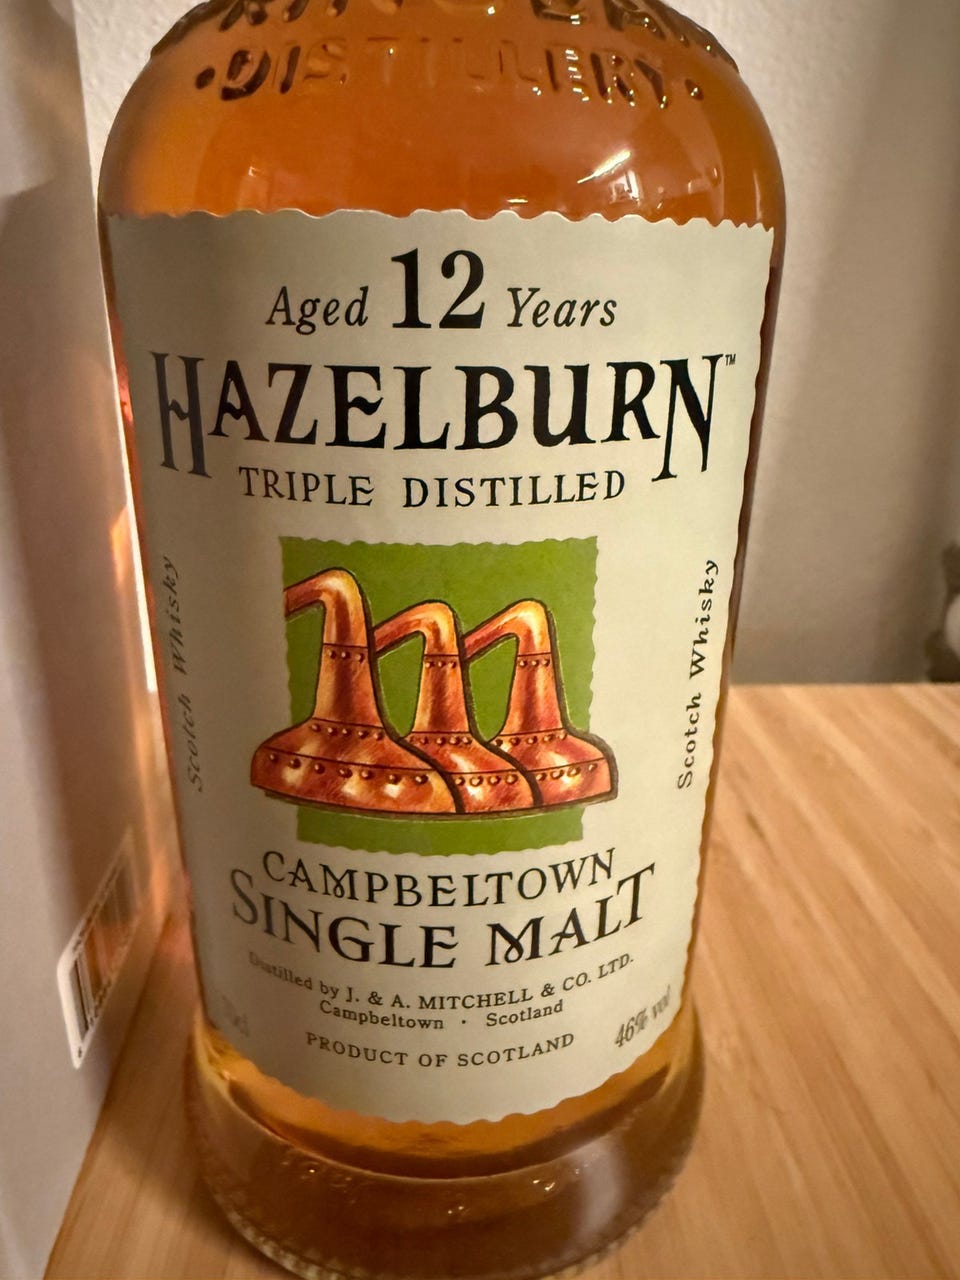 • DISTILLERY •
Aged 12 Years
HAZELBURN™
TRIPLE DISTILLED
Scotch Whisky
Scotch Whisky
CAMPBELTOWN
SINGLE MALT
Distilled by J. & A. MITCHELL & CO. LTD.
Campbeltown · Scotland
46% vol
PRODUCT OF SCOTLAND